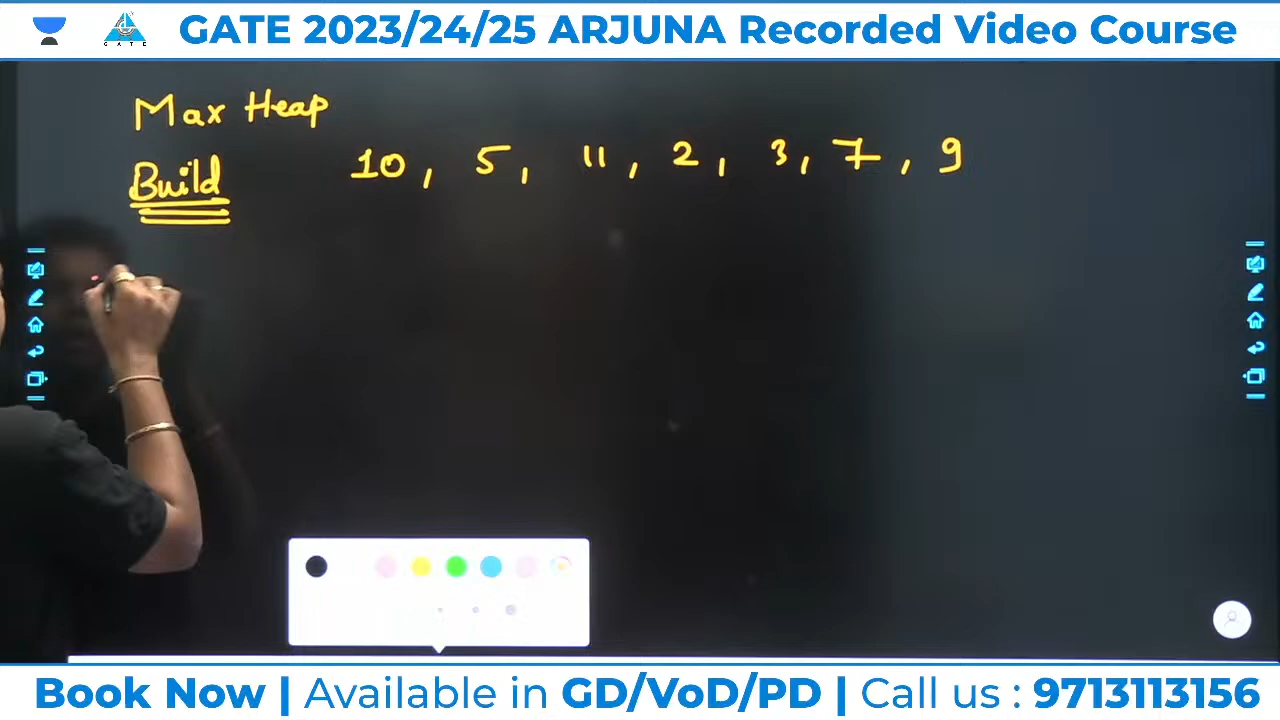 GATE 2023/24/25 ARJUNA Recorded Video Course
GATE
Max Heap
Build
10, 5, 11, 2, 3, 7, 9
Book Now | Available in GD/VoD/PD | Call us : 9713113156